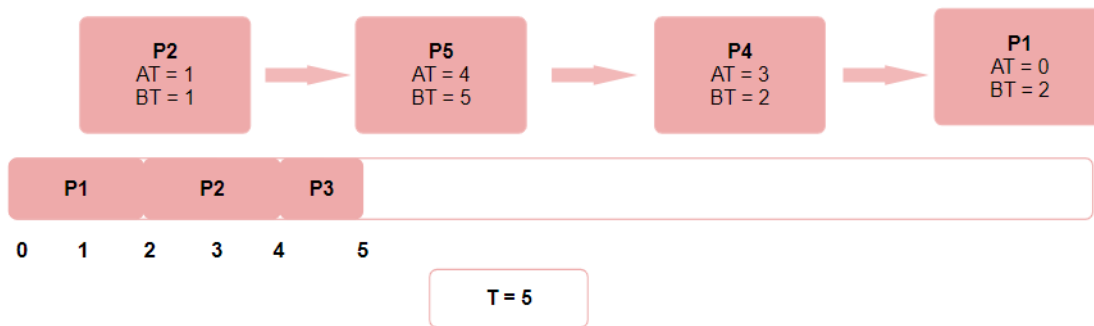 P2
AT = 1
BT = 1
P5
AT = 4
BT = 5
P4
AT = 3
BT = 2
P1
AT = 0
BT = 2
P1 P2 P3
0 1 2 3 4 5
T = 5